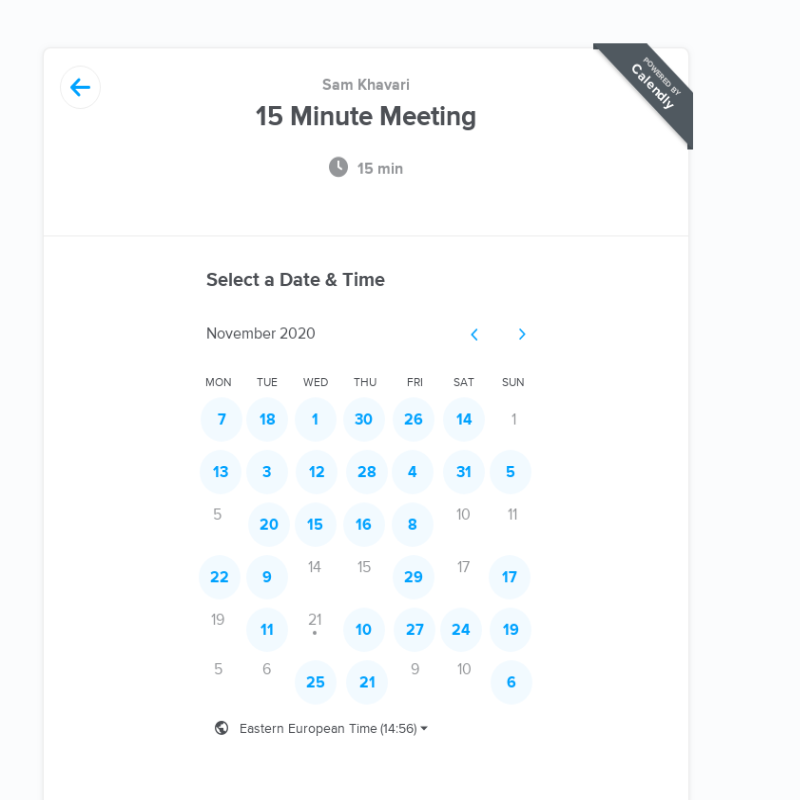 Sam Khavari
POWERED BY
Calendly
15 Minute Meeting
15 min
Select a Date & Time
November 2020
MON TUE WED THU FRI SAT SUN
7 18 1 30 26 14 1
13 3 12 28 4 31 5
5 20 15 16 8 10 11
22 9 14 15 29 17 17
19 11 21 10 27 24 19
5 6 25 21 9 10 6
Eastern European Time (14:56)